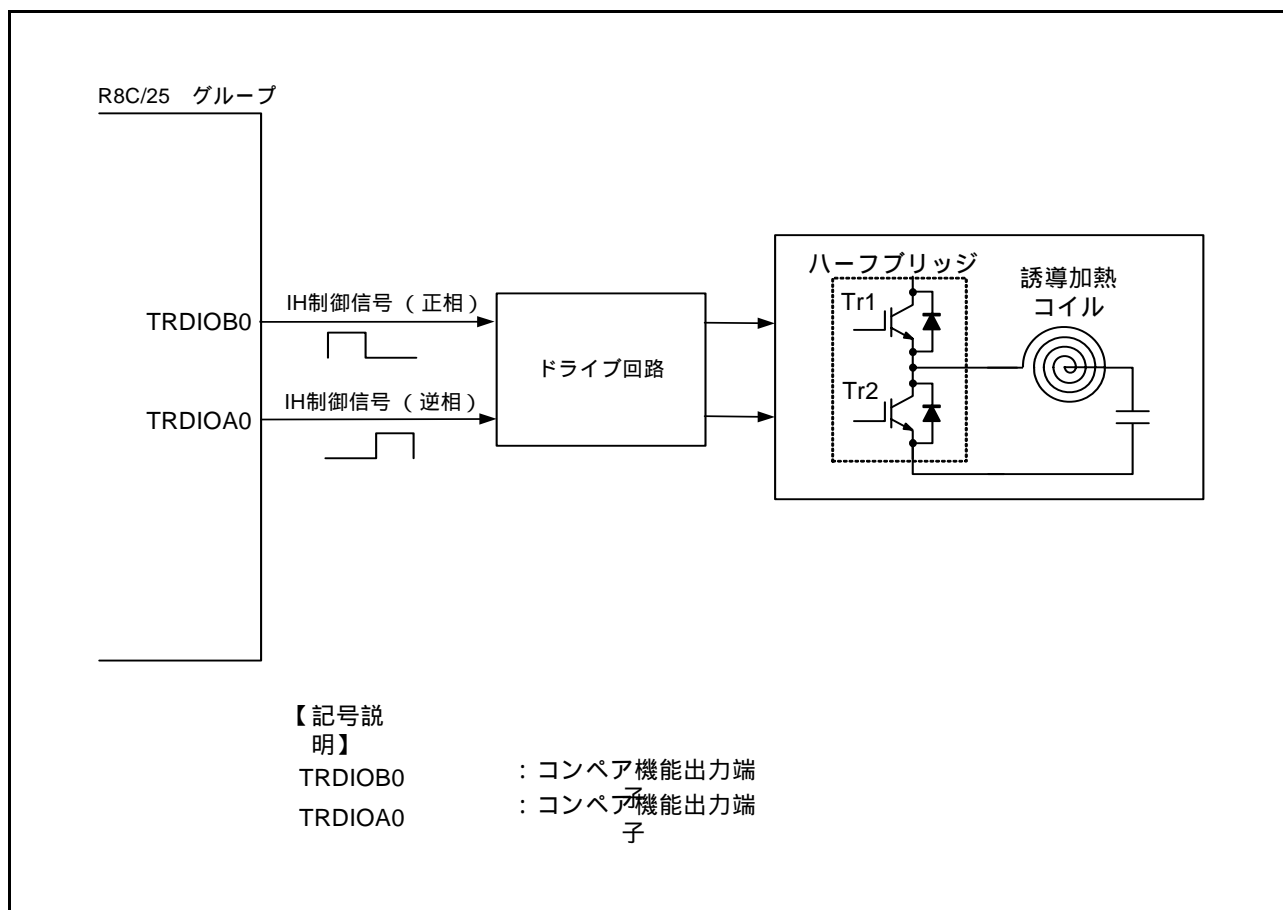 R8C/25 グループ
ハーフブリッジ
Tr1
誘導加熱
コイル
IH制御信号 ( 正相 )
TRDIOB0
ドライブ回路
Tr2
IH制御信号 ( 逆相 )
TRDIOA0
【記号説
明】
TRDIOB0
: コンペア機能出力端
子
TRDIOA0
: コンペア機能出力端
子